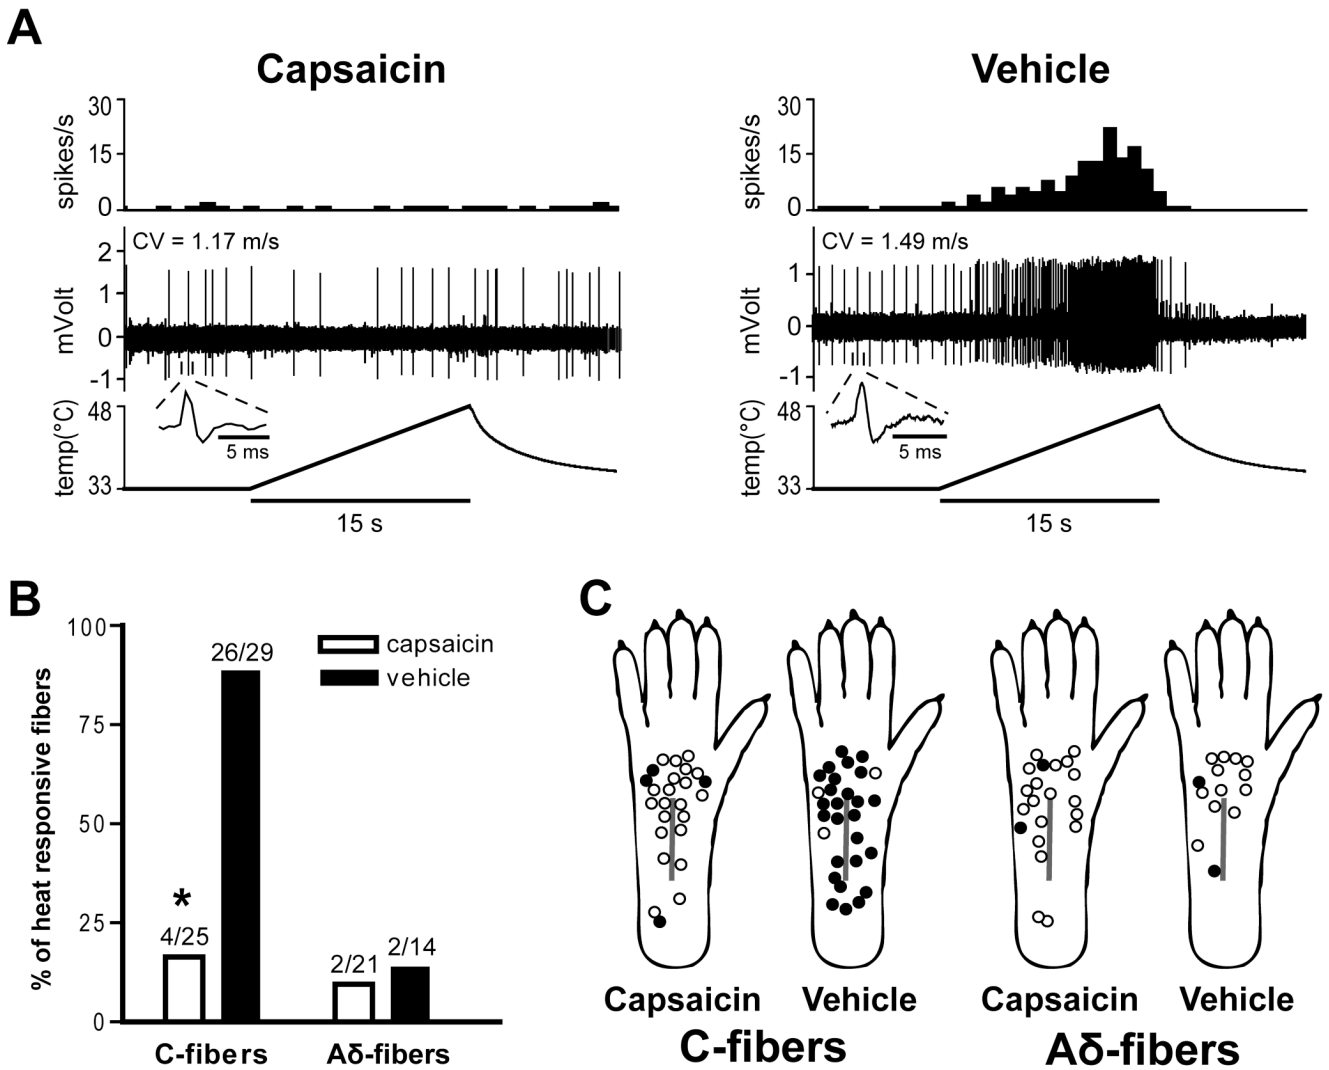 A
Capsaicin
Vehicle
spikes/s
30
15
0
spikes/s
30
15
0
mVolt
2
1
0
-1
CV = 1.17 m/s
mVolt
1
0
-1
CV = 1.49 m/s
temp(°C)
48
33
5 ms
15 s
temp(°C)
48
33
5 ms
15 s
B
% of heat responsive fibers
100
75
50
25
0
capsaicin
vehicle
26/29
*
4/25
2/21
2/14
C-fibers
Aδ-fibers
C
Capsaicin
Vehicle
Capsaicin
Vehicle
C-fibers
Aδ-fibers